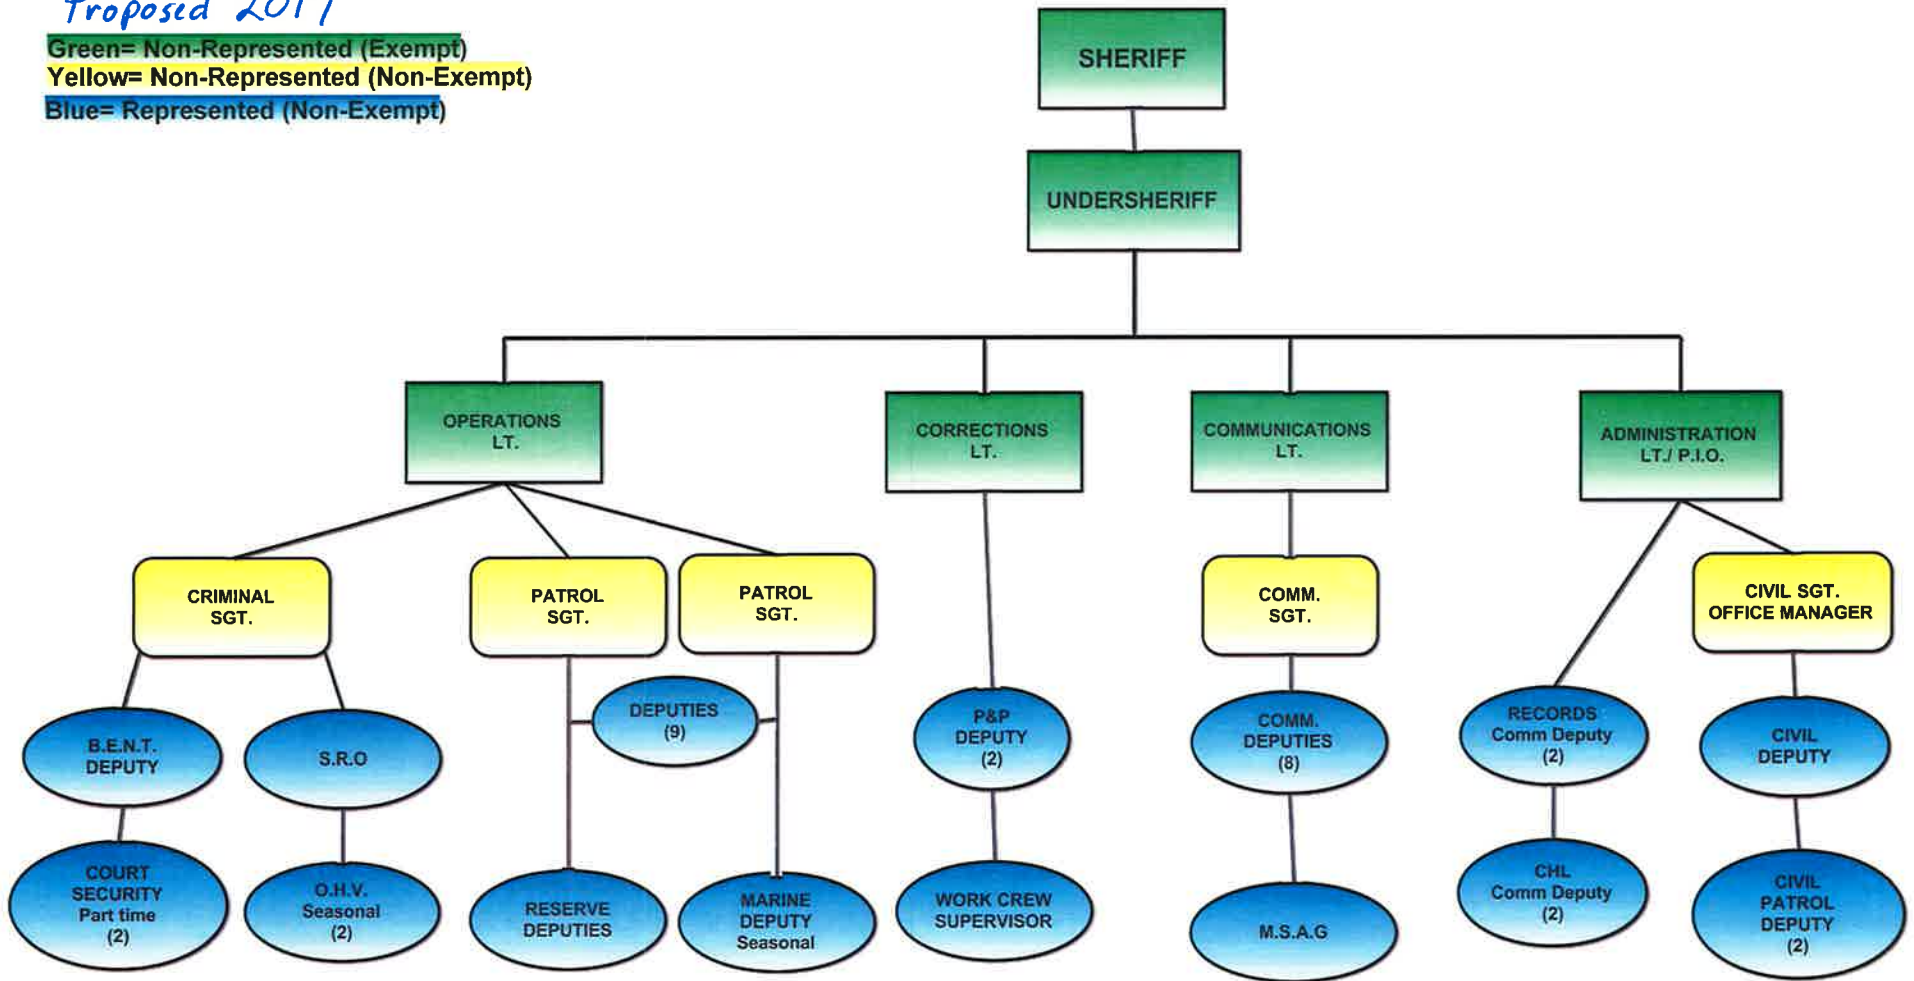 Proposed 2017
Green= Non-Represented (Exempt)
Yellow= Non-Represented (Non-Exempt)
Blue= Represented (Non-Exempt)
SHERIFF
UNDERSHERIFF
OPERATIONS
LT.
CORRECTIONS
LT.
COMMUNICATIONS
LT.
ADMINISTRATION
LT./ P.I.O.
CRIMINAL
SGT.
PATROL
SGT.
PATROL
SGT.
COMM.
SGT.
CIVIL SGT.
OFFICE MANAGER
B.E.N.T.
DEPUTY
S.R.O
DEPUTIES
(9)
P&P
DEPUTY
(2)
COMM.
DEPUTIES
(8)
RECORDS
Comm Deputy
(2)
CIVIL
DEPUTY
COURT
SECURITY
Part time
(2)
O.H.V.
Seasonal
(2)
RESERVE
DEPUTIES
MARINE
DEPUTY
Seasonal
WORK CREW
SUPERVISOR
M.S.A.G
CHL
Comm Deputy
(2)
CIVIL
PATROL
DEPUTY
(2)